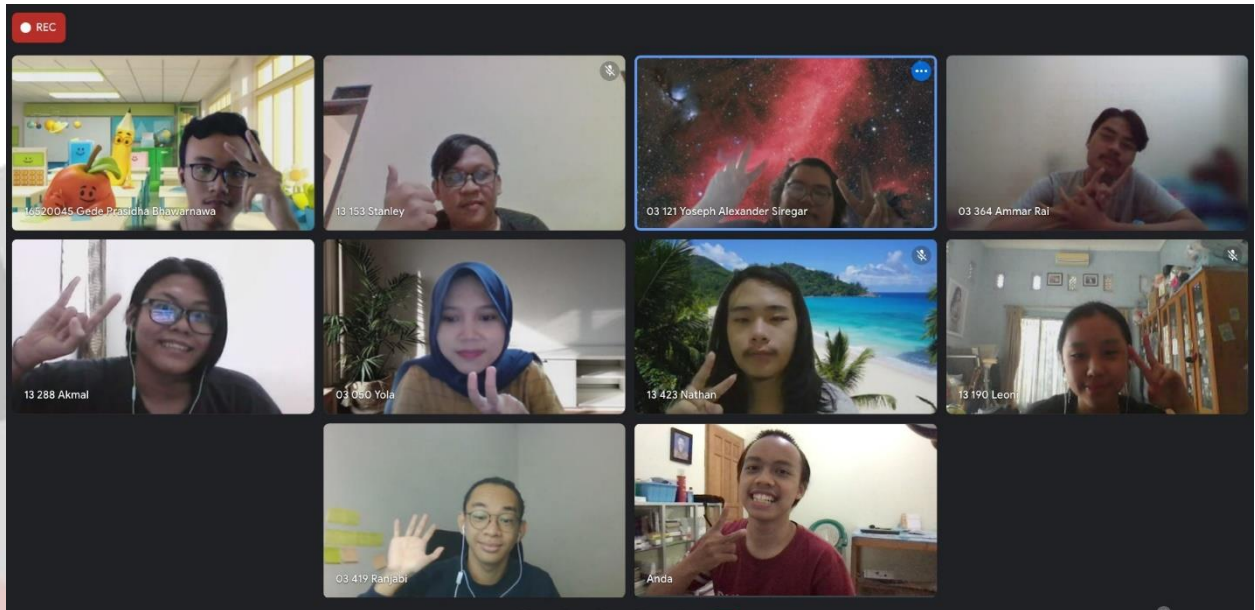 REC
16520045 Gede Prasidha Bhawarnawa
13 153 Stanley
03 121 Yoseph Alexander Siregar
03 364 Ammar Rai
13 288 Akmal
03 050 Yola
13 423 Nathan
13 190 Leoni
03 419 Ranjabi
Anda